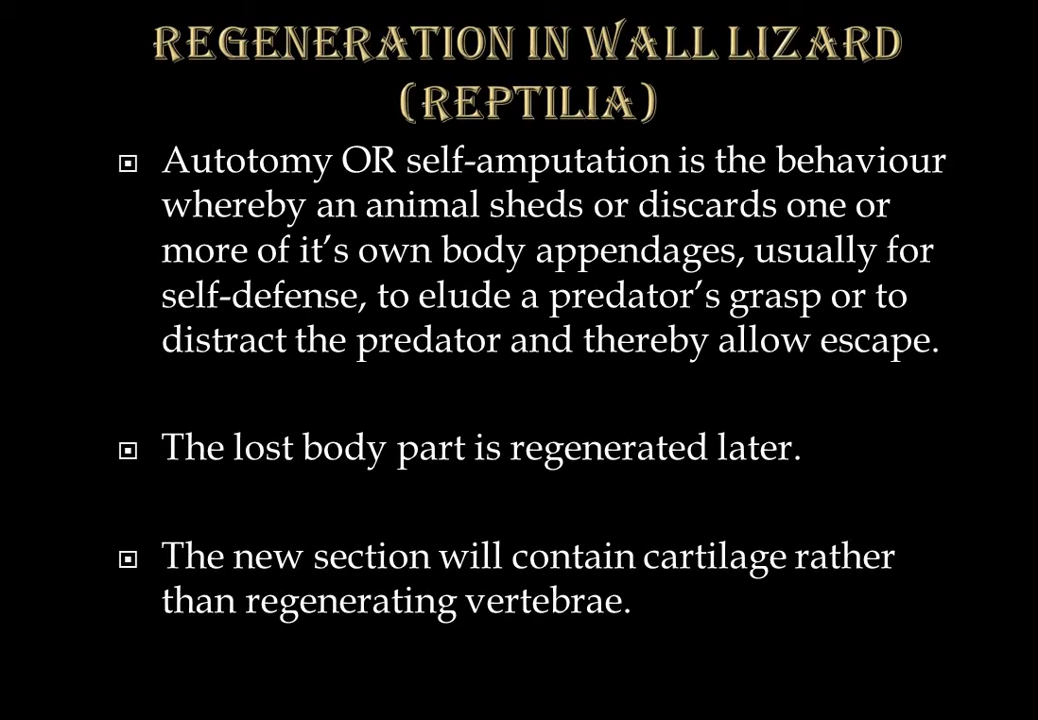 REGENERATION IN WALL LIZARD
(REPTILIA)
Autotomy OR self-amputation is the behaviour
whereby an animal sheds or discards one or
more of it’s own body appendages, usually for
self-defense, to elude a predator’s grasp or to
distract the predator and thereby allow escape.
The lost body part is regenerated later.
The new section will contain cartilage rather
than regenerating vertebrae.